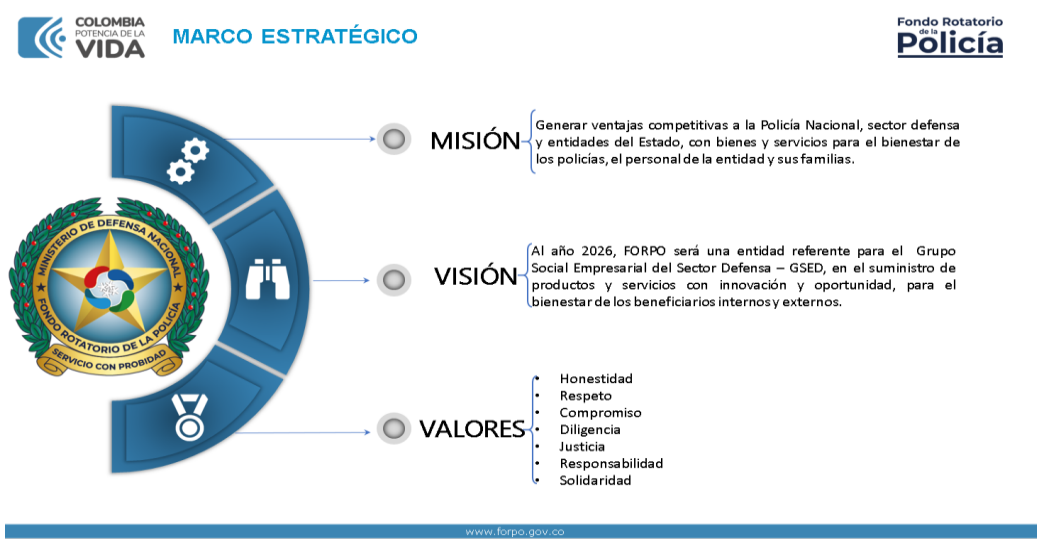 COLOMBIA
POTENCIA DE LA
VIDA
MARCO ESTRATÉGICO
Fondo Rotatorio
de la
Policía
MISIÓN
Generar ventajas competitivas a la Policía Nacional, sector defensa
y entidades del Estado, con bienes y servicios para el bienestar de
los policías, el personal de la entidad y sus familias.
MINISTERIO DE DEFENSA NACIONAL
FONDO ROTATORIO DE LA POLICÍA
SERVICIO CON PROBIDAD
VISIÓN
Al año 2026, FORPO será una entidad referente para el Grupo
Social Empresarial del Sector Defensa – GSED, en el suministro de
productos y servicios con innovación y oportunidad, para el
bienestar de los beneficiarios internos y externos.
VALORES
• Honestidad
• Respeto
• Compromiso
• Diligencia
• Justicia
• Responsabilidad
• Solidaridad
www.forpo.gov.co